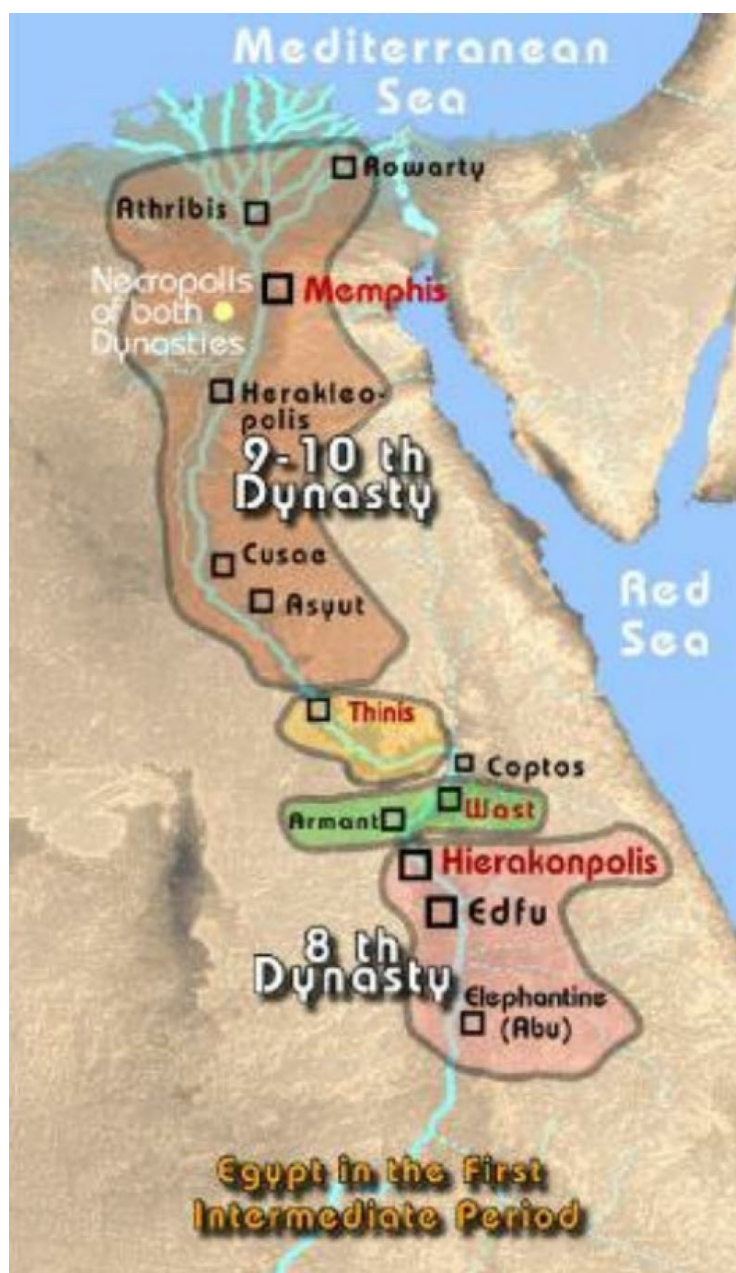 Mediterranean
Sea
Rowarty
Athribis
Necropolis
of both
Dynasties
Memphis
Herakleo-
polis
9-10 th
Dynasty
Cusae
Asyut
Red
Sea
Thinis
Coptos
Wast
Armant
Hierakonpolis
Edfu
8 th
Dynasty
Elephantine
(Abu)
Egypt in the First
Intermediate Period